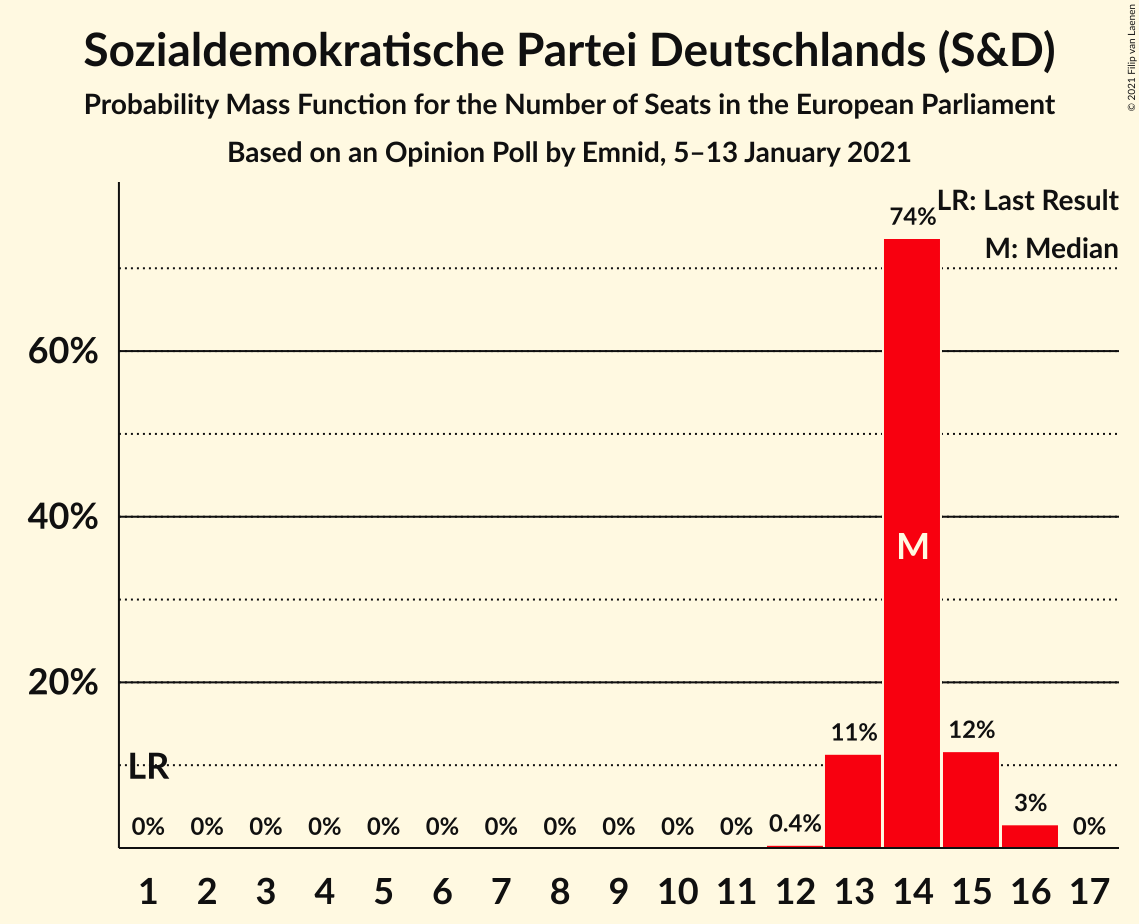 Sozialdemokratische Partei Deutschlands (S&D)
Probability Mass Function for the Number of Seats in the European Parliament
Based on an Opinion Poll by Emnid, 5–13 January 2021
© 2021 Filip van Laenen
LR: Last Result
M: Median
74%
60%
40%
M
20%
11%
12%
LR
0% 0% 0% 0% 0% 0% 0% 0% 0% 0% 0% 0.4% 3% 0%
1 2 3 4 5 6 7 8 9 10 11 12 13 14 15 16 17